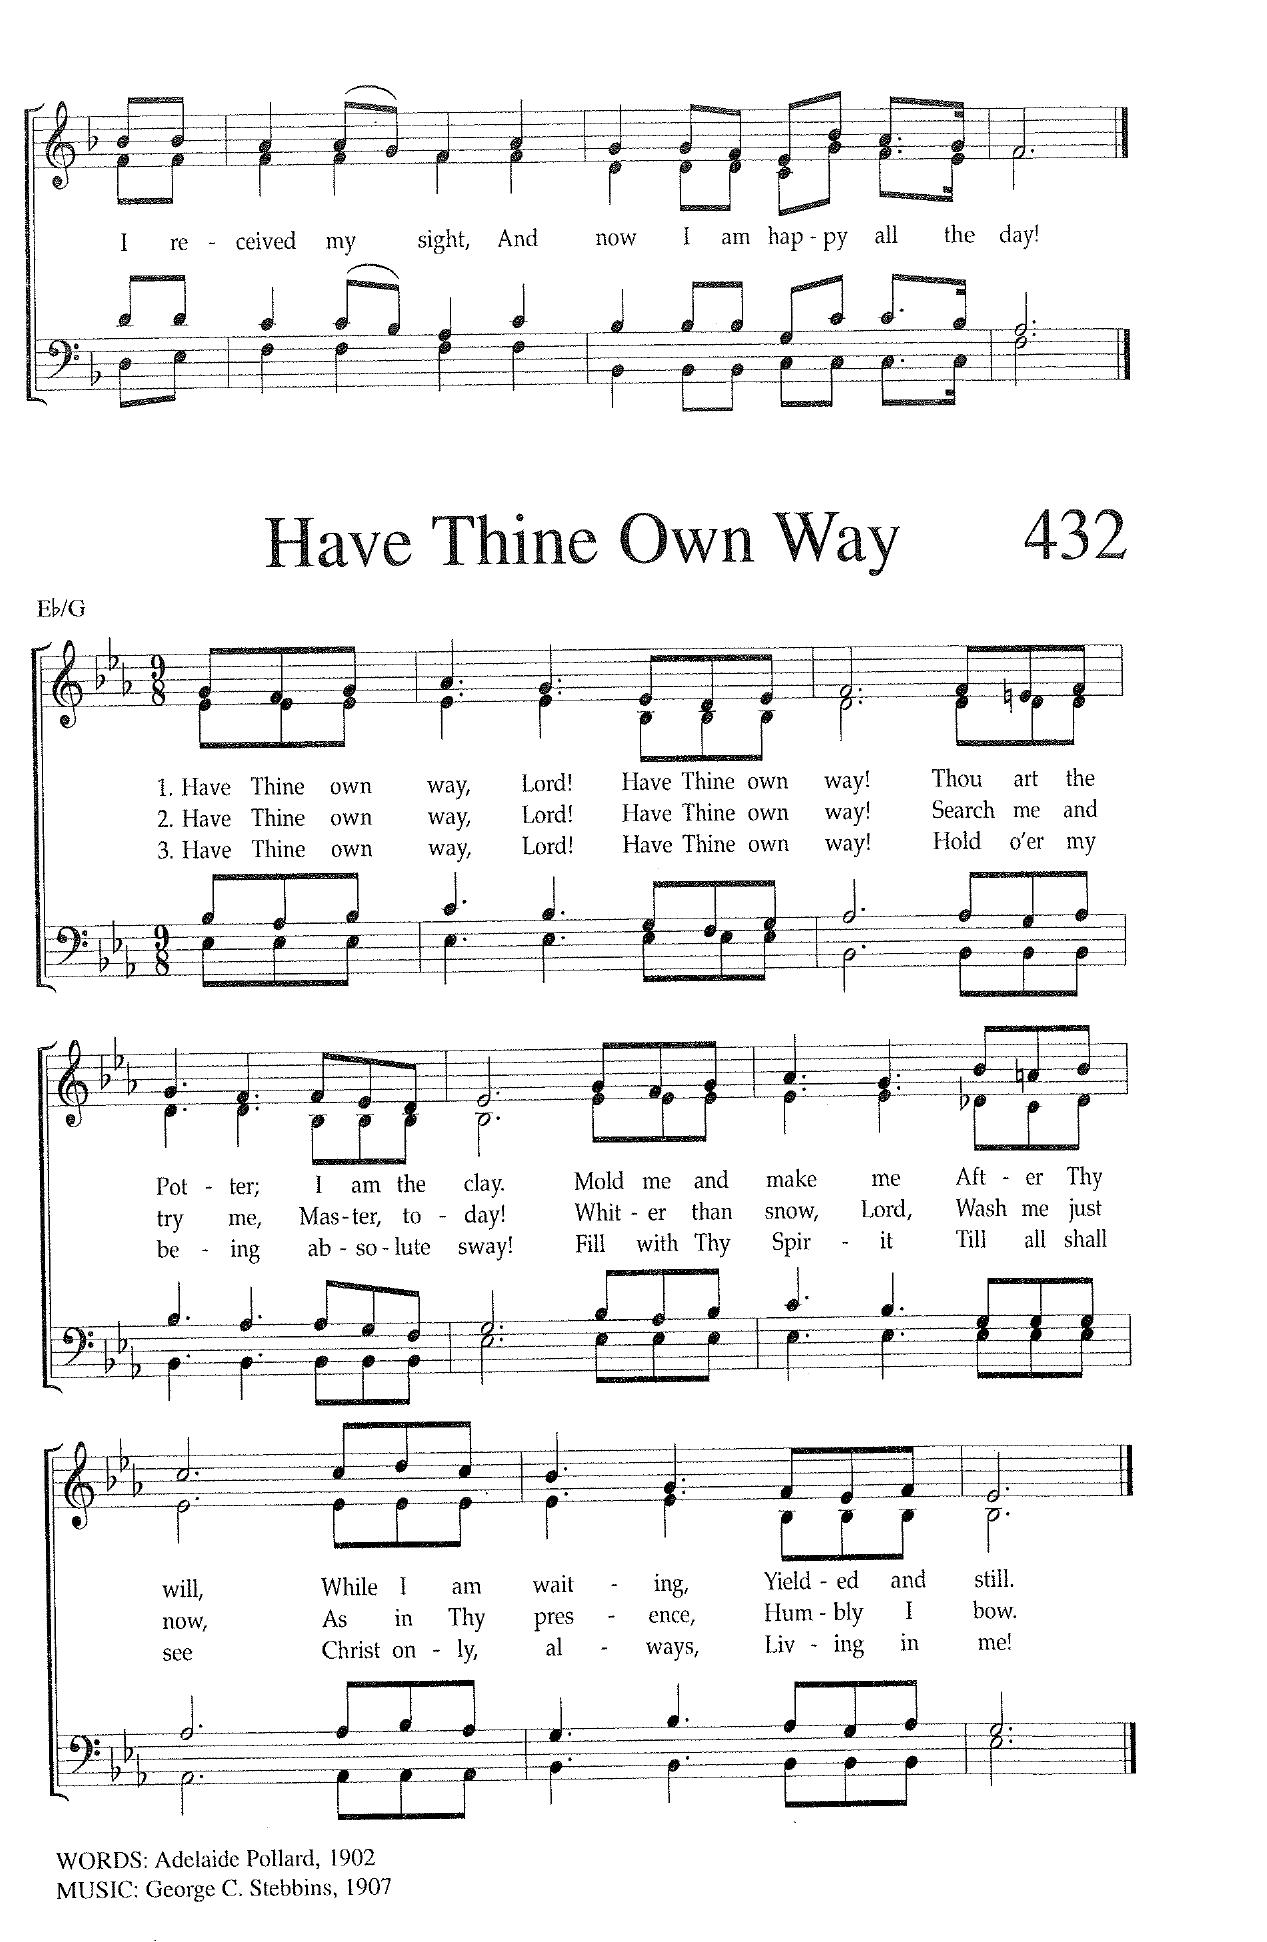 I re - ceived my sight, And now I am hap - py all the day!
Have Thine Own Way 432
E♭/G
1. Have Thine own way, Lord! Have Thine own way! Thou art the
2. Have Thine own way, Lord! Have Thine own way! Search me and
3. Have Thine own way, Lord! Have Thine own way! Hold o'er my
9 8
9 8
Pot - ter; I am the clay. Mold me and make me Aft - er Thy
try me, Mas - ter, to - day! Whit - er than snow, Lord, Wash me just
be - ing ab - so - lute sway! Fill with Thy Spir - it Till all shall
will, While I am wait - ing, Yield - ed and still.
now, As in Thy pres - ence, Hum - bly I bow.
see Christ on - ly, al - ways, Liv - ing in me!
WORDS: Adelaide Pollard, 1902
MUSIC: George C. Stebbins, 1907